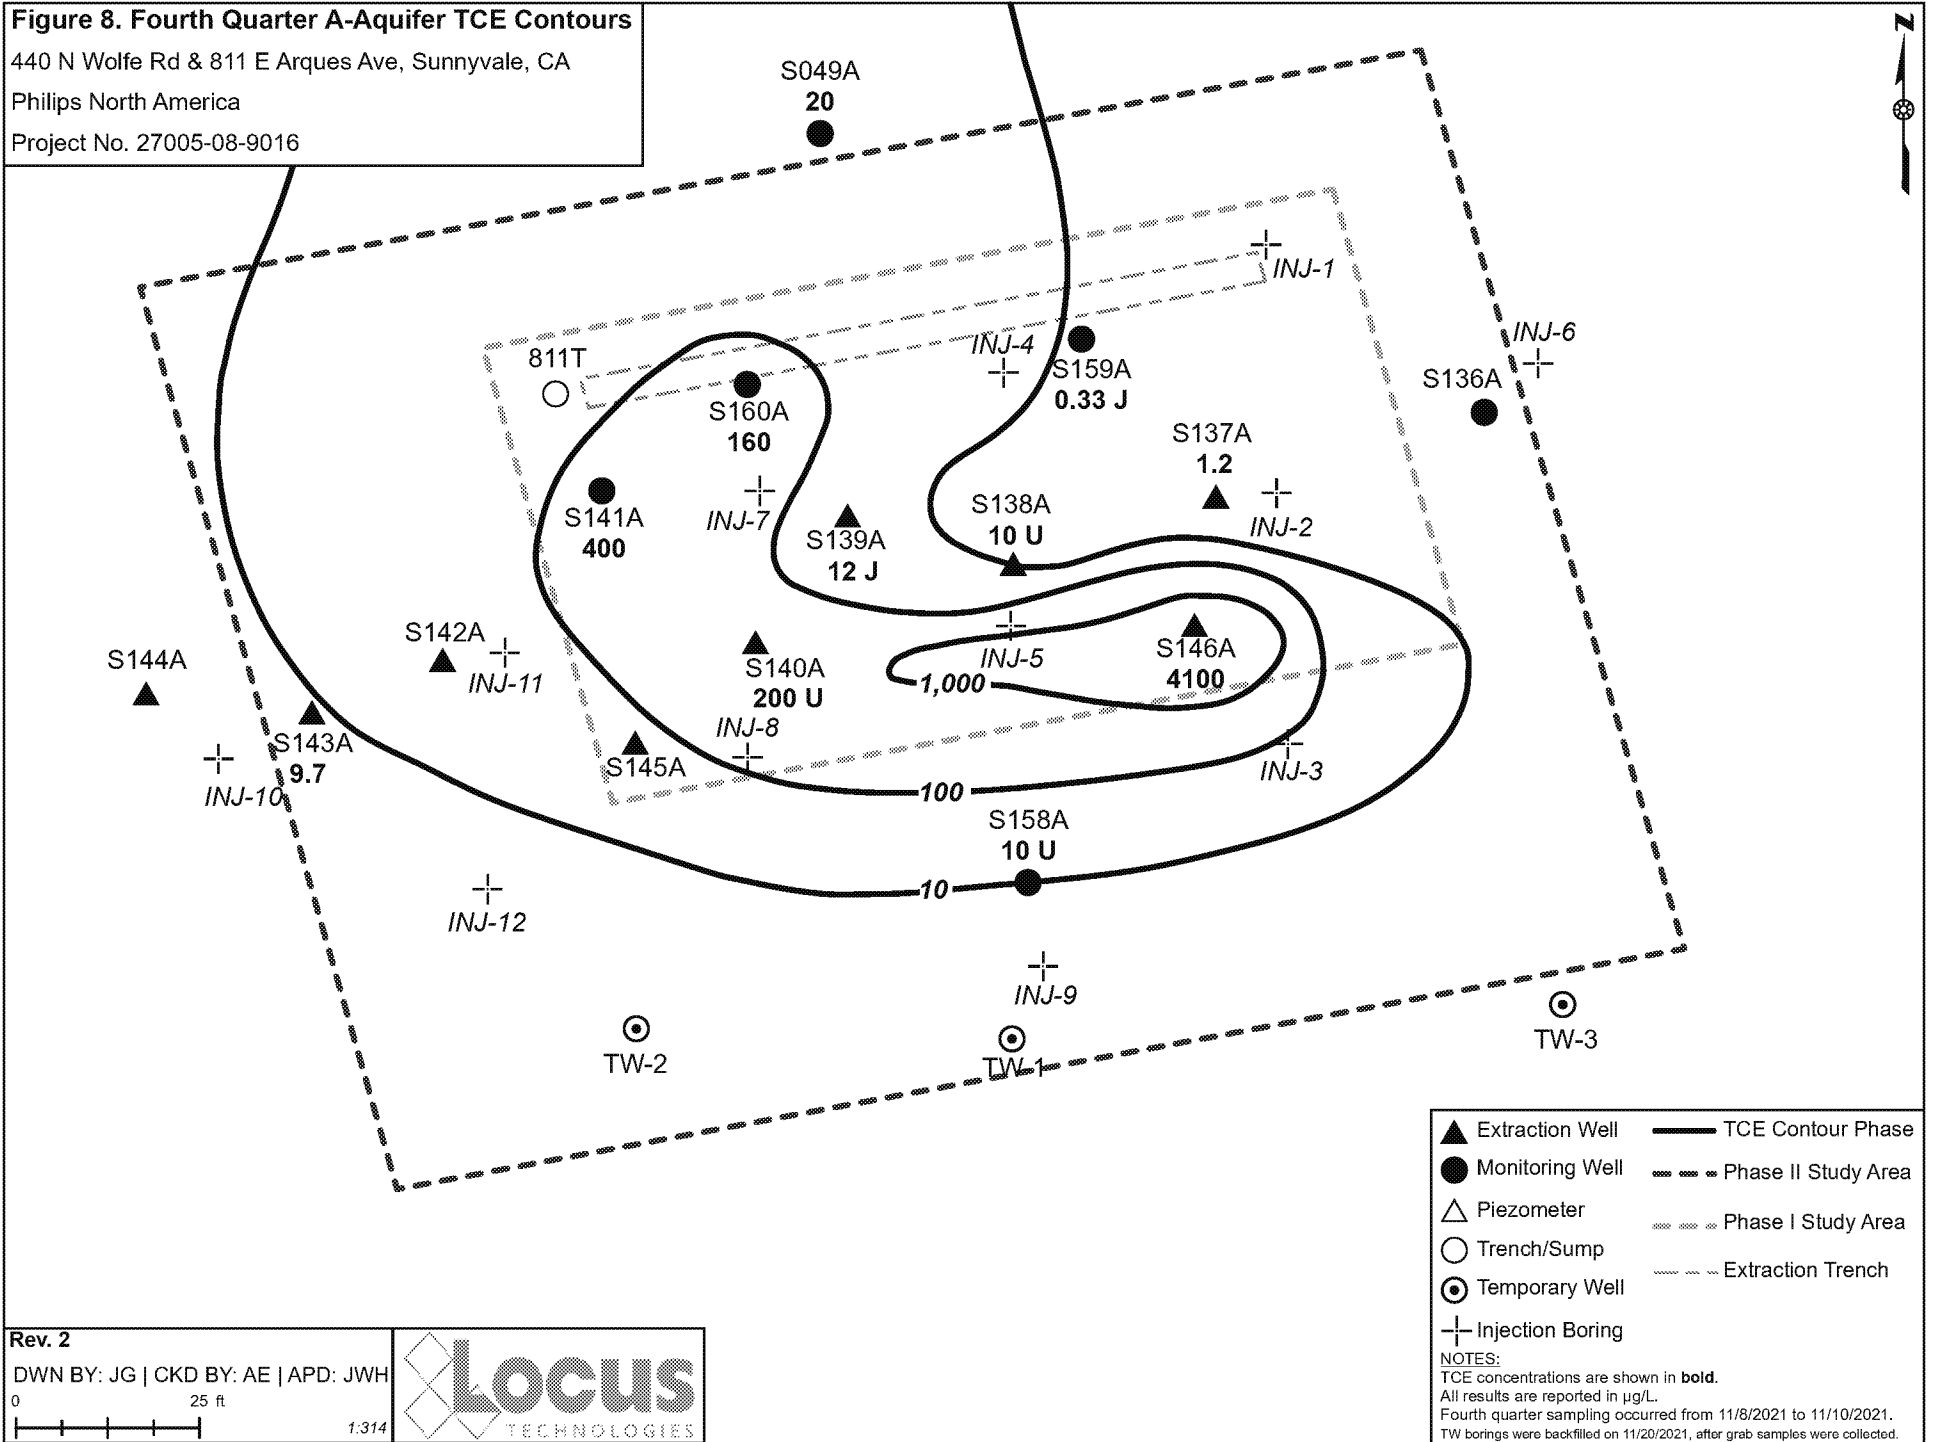 Figure 8. Fourth Quarter A-Aquifer TCE Contours
440 N Wolfe Rd & 811 E Arques Ave, Sunnyvale, CA
Philips North America
Project No. 27005-08-9016
N
S049A
20
INJ-1
INJ-4
INJ-6
811T
S159A
0.33 J
S136A
S160A
160
S137A
1.2
INJ-2
S141A
400
INJ-7
S139A
12 J
S138A
10 U
S142A
INJ-11
S144A
S140A
200 U
INJ-5
S146A
4100
1,000
S143A
9.7
INJ-8
S145A
INJ-3
INJ-10
100
S158A
10 U
10
INJ-12
INJ-9
TW-2
TW-1
TW-3
Extraction Well
Monitoring Well
Piezometer
Trench/Sump
Temporary Well
Injection Boring
TCE Contour Phase
Phase II Study Area
Phase I Study Area
Extraction Trench
NOTES:
TCE concentrations are shown in bold.
All results are reported in µg/L.
Fourth quarter sampling occurred from 11/8/2021 to 11/10/2021.
TW borings were backfilled on 11/20/2021, after grab samples were collected.
Rev. 2
DWN BY: JG | CKD BY: AE | APD: JWH
0 25 ft
1:314
Locus
TECHNOLOGIES